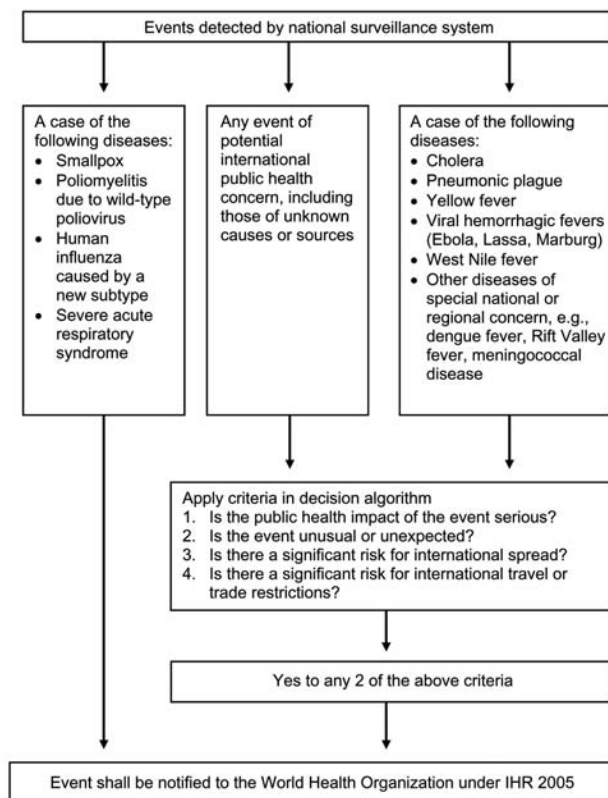 Events detected by national surveillance system
A case of the
following diseases:
• Smallpox
• Poliomyelitis
due to wild-type
poliovirus
• Human
influenza
caused by a
new subtype
• Severe acute
respiratory
syndrome
Any event of
potential
international
public health
concern, including
those of unknown
causes or sources
A case of the following
diseases:
• Cholera
• Pneumonic plague
• Yellow fever
• Viral hemorrhagic fevers
(Ebola, Lassa, Marburg)
• West Nile fever
• Other diseases of
special national or
regional concern, e.g.,
dengue fever, Rift Valley
fever, meningococcal
disease
Apply criteria in decision algorithm
1. Is the public health impact of the event serious?
2. Is the event unusual or unexpected?
3. Is there a significant risk for international spread?
4. Is there a significant risk for international travel or
trade restrictions?
Yes to any 2 of the above criteria
Event shall be notified to the World Health Organization under IHR 2005